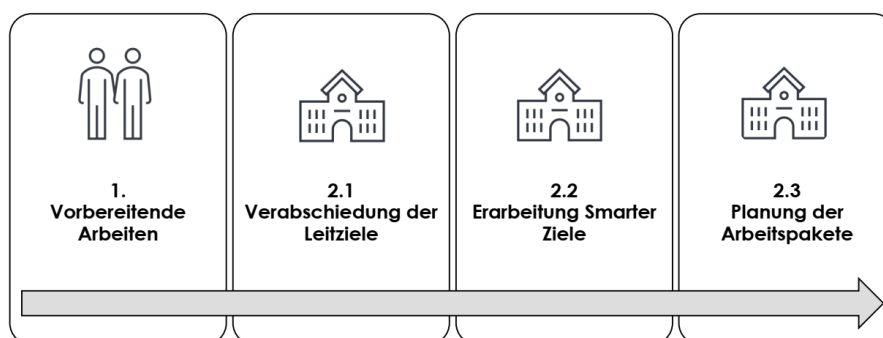 1.
Vorbereitende
Arbeiten
2.1
Verabschiedung der
Leitziele
2.2
Erarbeitung Smarter
Ziele
2.3
Planung der
Arbeitspakete